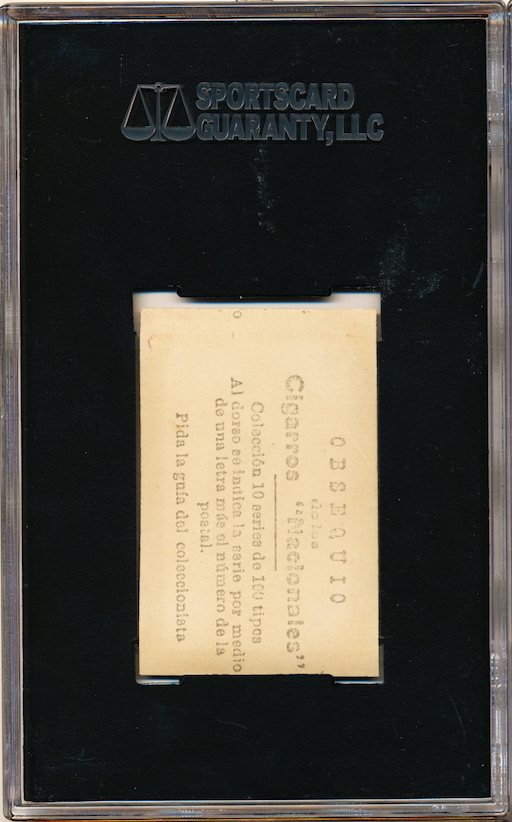 SPORTSCARD
GUARANTY, LLC
OBSEQUIO
de los
Cigarros "Nacionales"
Colección 10 series de 100 tipos
Al dorso se indica la serie por medio
de una letra más el número de la
postal.
Pida la guía del coleccionista